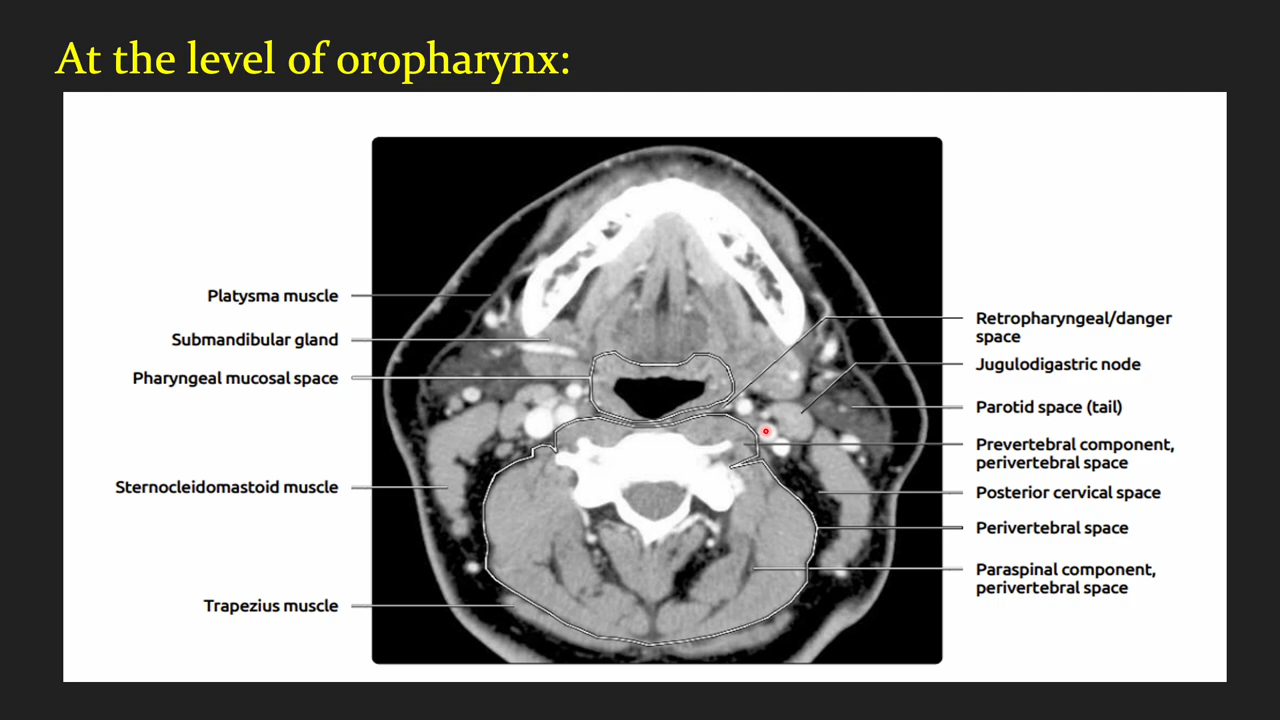 At the level of oropharynx:
Platysma muscle
Submandibular gland
Pharyngeal mucosal space
Sternocleidomastoid muscle
Trapezius muscle
Retropharyngeal/danger
space
Jugulodigastric node
Parotid space (tail)
Prevertebral component,
perivertebral space
Posterior cervical space
Perivertebral space
Paraspinal component,
perivertebral space